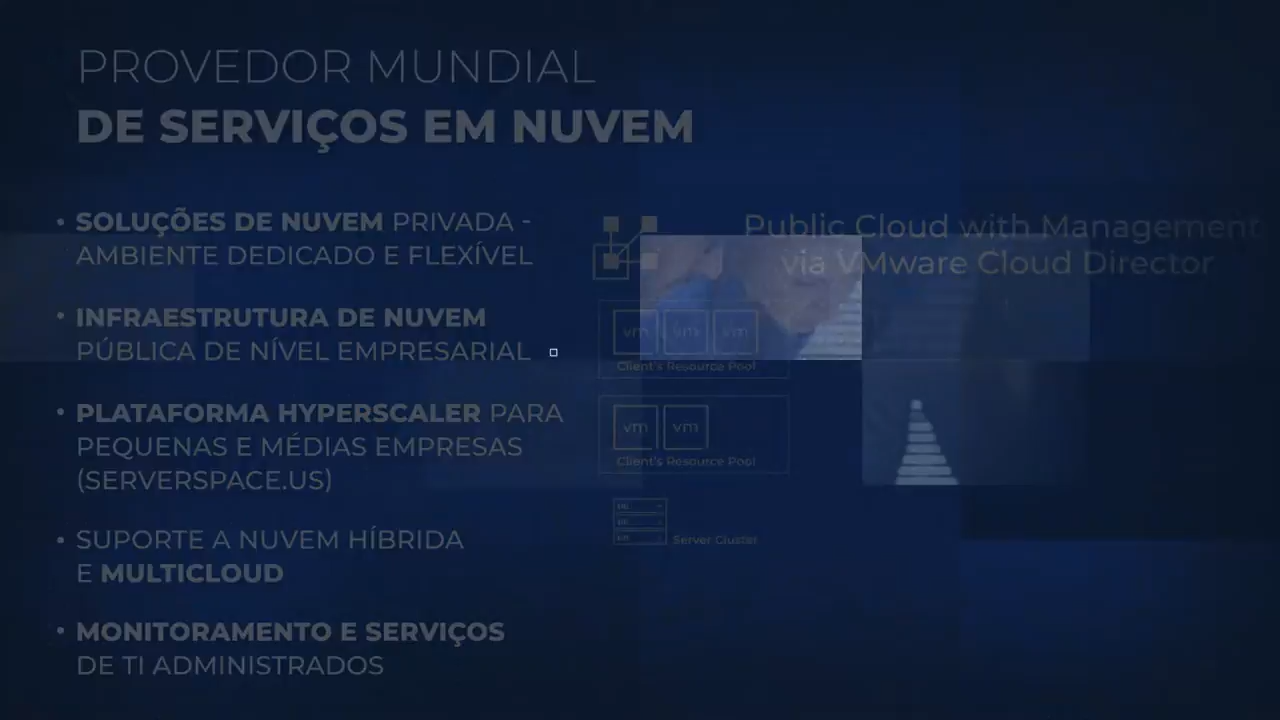 PROVEDOR MUNDIAL
DE SERVIÇOS EM NUVEM
• SOLUÇÕES DE NUVEM PRIVADA -
AMBIENTE DEDICADO E FLEXÍVEL
• INFRAESTRUTURA DE NUVEM
PÚBLICA DE NÍVEL EMPRESARIAL
• PLATAFORMA HYPERSCALER PARA
PEQUENAS E MÉDIAS EMPRESAS
(SERVERSPACE.US)
• SUPORTE A NUVEM HÍBRIDA
E MULTICLOUD
• MONITORAMENTO E SERVIÇOS
DE TI ADMINISTRADOS
Public Cloud with Management
via VMware Cloud Director
vm vm vm
Client's Resource Pool
vm vm
Client's Resource Pool
Server Cluster